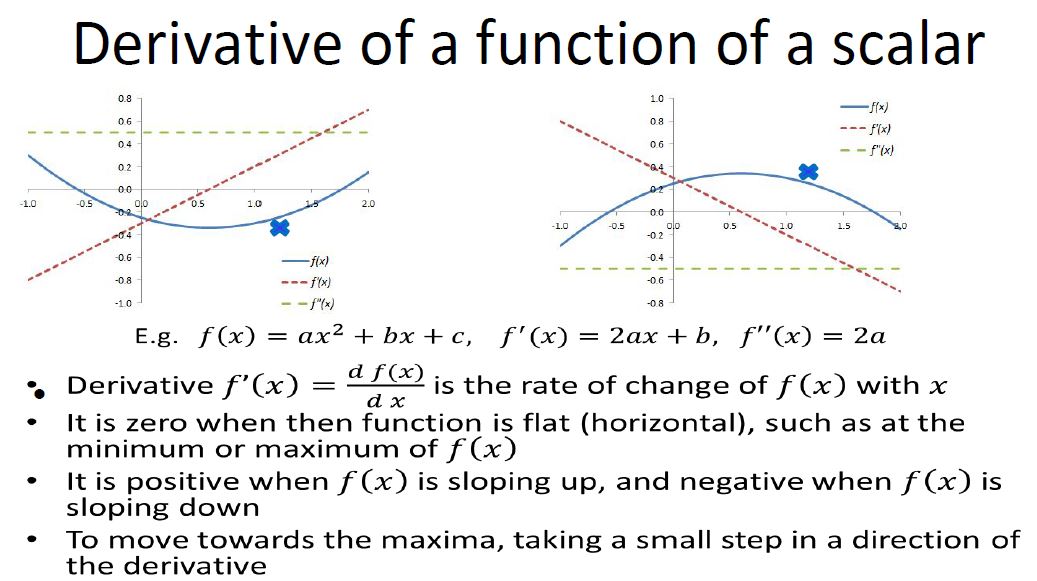 Derivative of a function of a scalar
0.8
0.6
0.4
0.2
0.0
-1.0 -0.5 0.0 0.5 1.0 1.5 2.0
-0.2
-0.4
-0.6
-0.8
-1.0
f(x)
f'(x)
f"(x)
1.0
0.8
0.6
0.4
0.2
0.0
-1.0 -0.5 0.0 0.5 1.0 1.5 2.0
-0.2
-0.4
-0.6
-0.8
f(x)
f'(x)
f"(x)
E.g. f(x) = ax² + bx + c, f'(x) = 2ax + b, f''(x) = 2a
• Derivative f'(x) = d f(x) / d x is the rate of change of f(x) with x
• It is zero when then function is flat (horizontal), such as at the
minimum or maximum of f(x)
• It is positive when f(x) is sloping up, and negative when f(x) is
sloping down
• To move towards the maxima, taking a small step in a direction of
the derivative